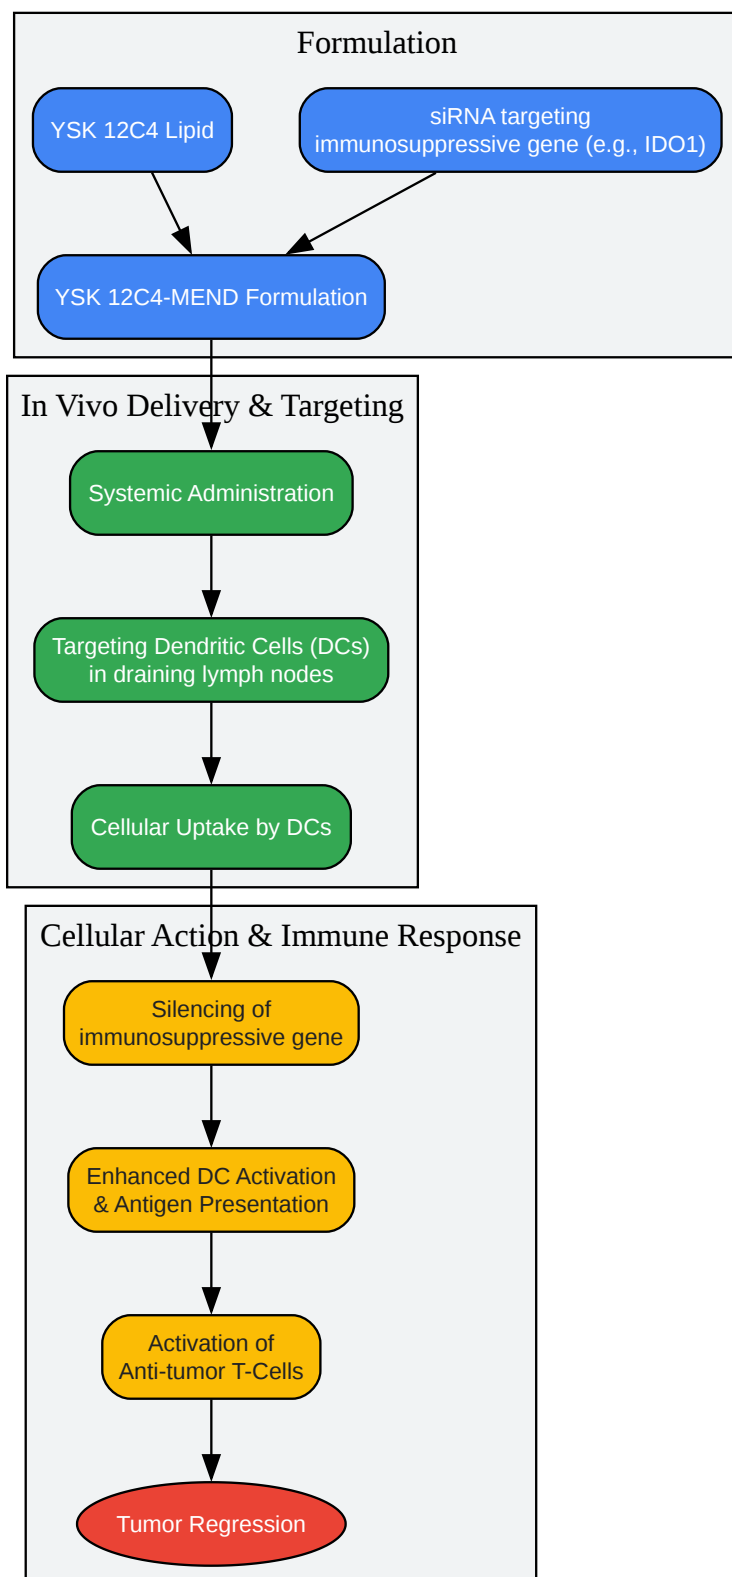 Formulation
YSK 12C4 Lipid
siRNA targeting
immunosuppressive gene (e.g., IDO1)
YSK 12C4-MEND Formulation
In Vivo Delivery & Targeting
Systemic Administration
Targeting Dendritic Cells (DCs)
in draining lymph nodes
Cellular Uptake by DCs
Cellular Action & Immune Response
Silencing of
immunosuppressive gene
Enhanced DC Activation
& Antigen Presentation
Activation of
Anti-tumor T-Cells
Tumor Regression